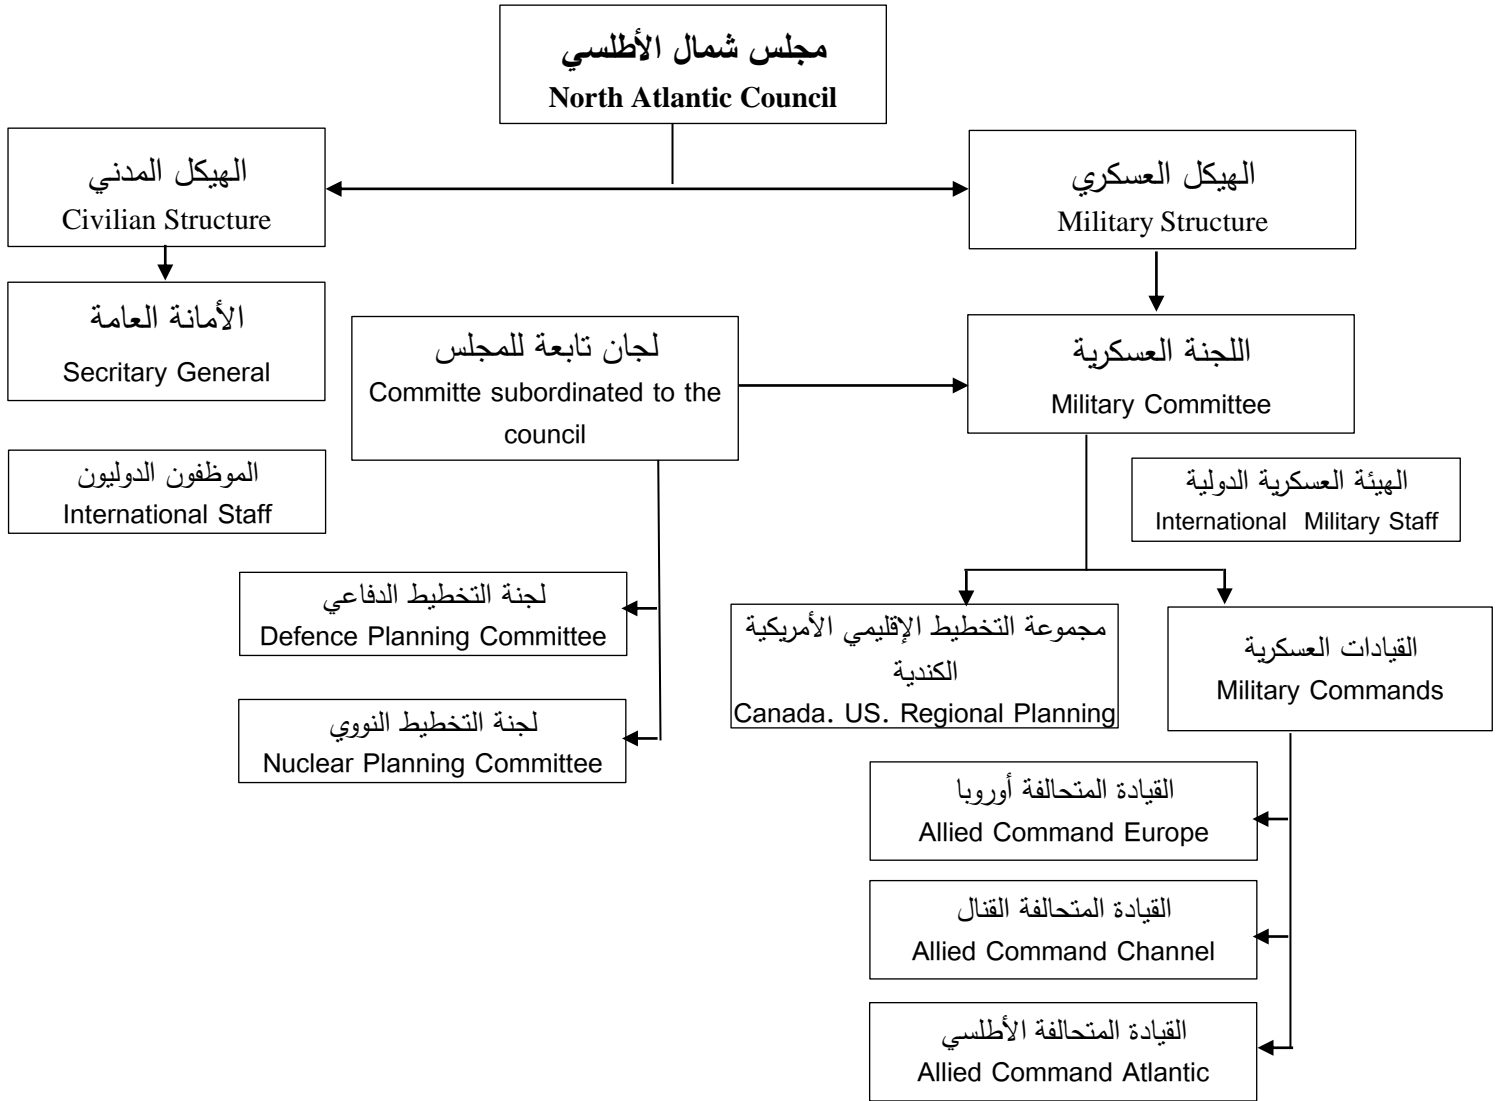 مجلس شمال الأطلسي
North Atlantic Council
الهيكل المدني
Civilian Structure
الهيكل العسكري
Military Structure
الأمانة العامة
Secritary General
لجان تابعة للمجلس
Committe subordinated to the
council
اللجنة العسكرية
Military Committee
الموظفون الدوليون
International Staff
الهيئة العسكرية الدولية
International Military Staff
لجنة التخطيط الدفاعي
Defence Planning Committee
مجموعة التخطيط الإقليمي الأمريكية
الكندية
Canada. US. Regional Planning
القيادات العسكرية
Military Commands
لجنة التخطيط النووي
Nuclear Planning Committee
القيادة المتحالفة أوروبا
Allied Command Europe
القيادة المتحالفة القنال
Allied Command Channel
القيادة المتحالفة الأطلسي
Allied Command Atlantic